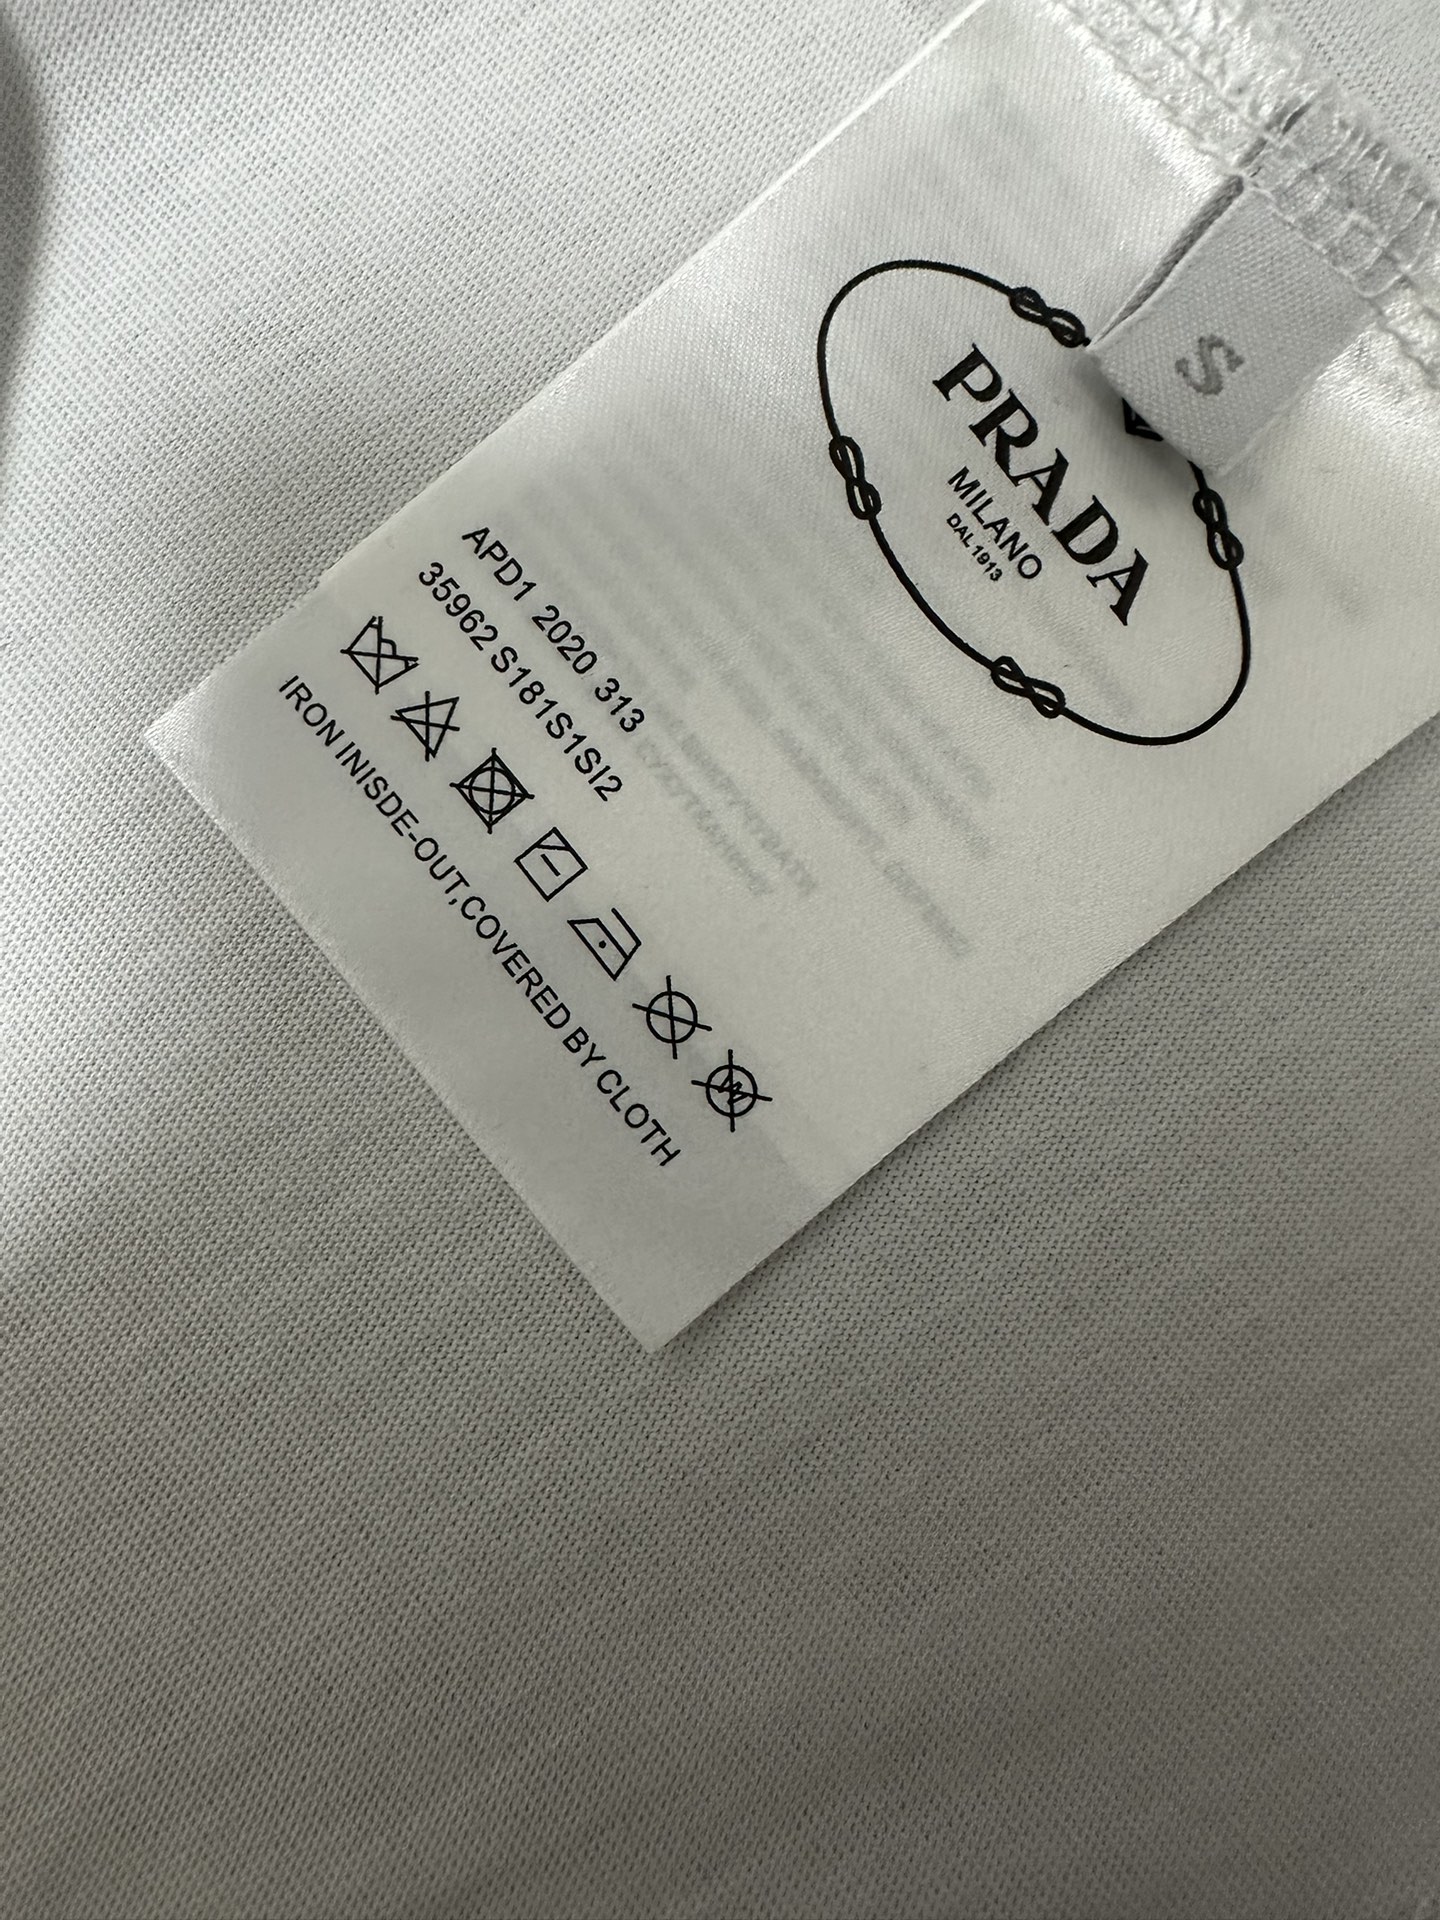 S
PRADA
MILANO
DAL 1913
APD1 2020 313
35962 S181S1SI2
IRON INISDE-OUT,COVERED BY CLOTH